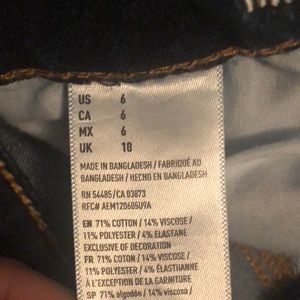 US 6
CA 6
MX 6
UK 10
MADE IN BANGLADESH / FABRIQUÉ AU
BANGLADESH / HECHO EN BANGLADESH
RN 54485/CA 03873
RFC# AEM120605U9A
EN 71% COTTON / 14% VISCOSE /
11% POLYESTER / 4% ELASTANE
EXCLUSIVE OF DECORATION
FR 71% COTON / 14% VISCOSE /
11% POLYESTER / 4% ÉLASTHANNE
À L'EXCEPTION DE LA GARNITURE
SP 71% algodón / 14% viscosa /